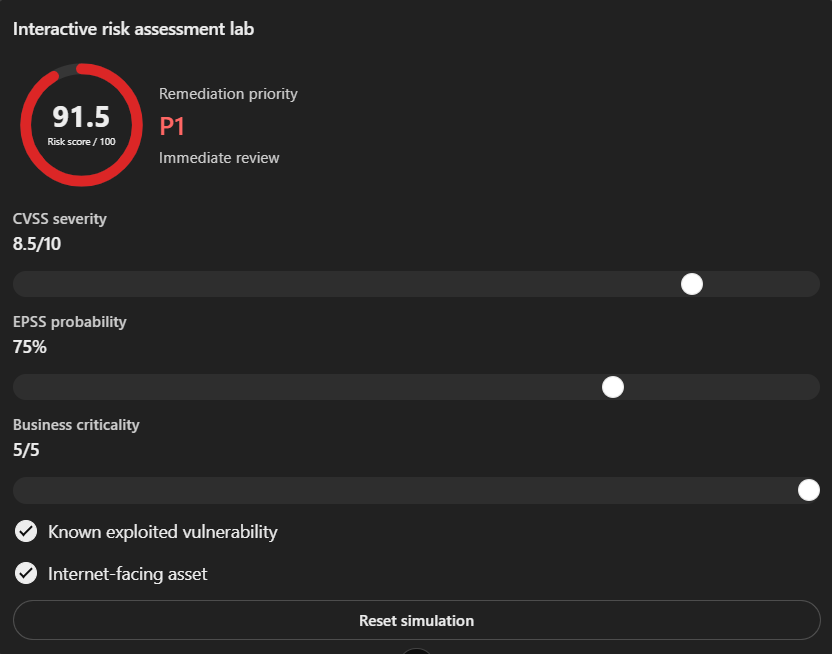 Interactive risk assessment lab
91.5
Risk score / 100
Remediation priority
P1
Immediate review
CVSS severity
8.5/10
EPSS probability
75%
Business criticality
5/5
Known exploited vulnerability
Internet-facing asset
Reset simulation